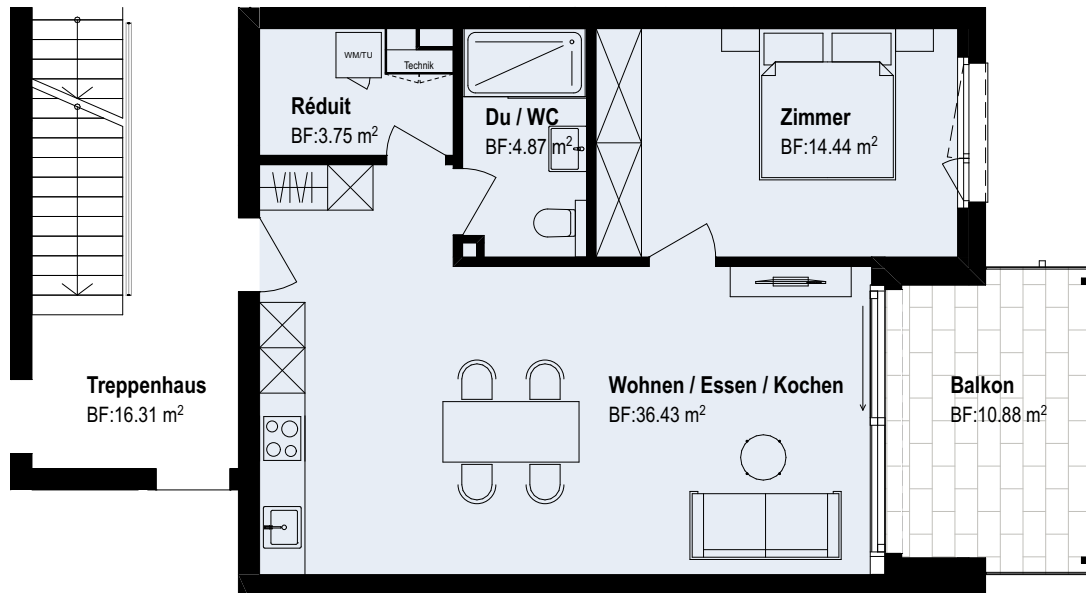 WM/TU
Technik
Réduit
BF:3.75 m²
Du / WC
BF:4.87 m²
Zimmer
BF:14.44 m²
Treppenhaus
BF:16.31 m²
Wohnen / Essen / Kochen
BF:36.43 m²
Balkon
BF:10.88 m²